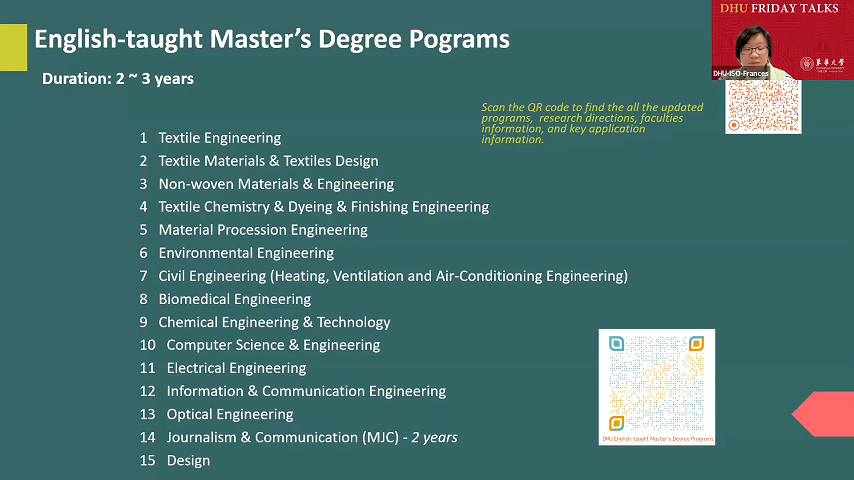 DHU FRIDAY TALKS
English-taught Master's Degree Pograms
Duration: 2 ~ 3 years
DHU-ISO-Frances
東華大學
Scan the QR code to find the all the updated
programs, research directions, faculties
information, and key application
information.
1 Textile Engineering
2 Textile Materials & Textiles Design
3 Non-woven Materials & Engineering
4 Textile Chemistry & Dyeing & Finishing Engineering
5 Material Procession Engineering
6 Environmental Engineering
7 Civil Engineering (Heating, Ventilation and Air-Conditioning Engineering)
8 Biomedical Engineering
9 Chemical Engineering & Technology
10 Computer Science & Engineering
11 Electrical Engineering
12 Information & Communication Engineering
13 Optical Engineering
14 Journalism & Communication (MJC) - 2 years
15 Design
DHU English-taught Master's Degree Programs